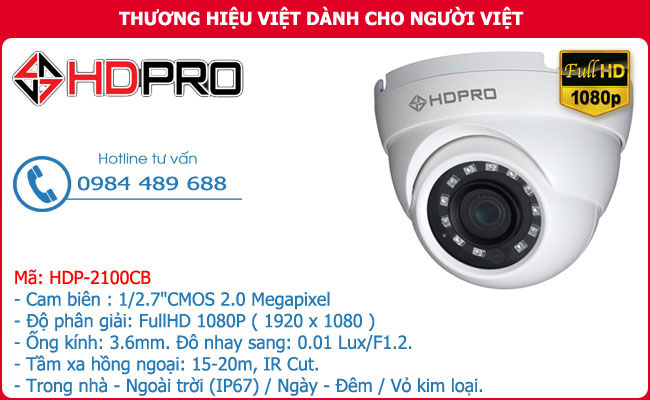 THƯƠNG HIỆU VIỆT DÀNH CHO NGƯỜI VIỆT
HDPRO
HDPRO
Full HD
1080p
Hotline tư vấn
0984 489 688
Mã: HDP-2100CB
- Cam biên : 1/2.7"CMOS 2.0 Megapixel
- Độ phân giải: FullHD 1080P ( 1920 x 1080 )
- Ống kính: 3.6mm. Đô nhay sang: 0.01 Lux/F1.2.
- Tầm xa hồng ngoại: 15-20m, IR Cut.
- Trong nhà - Ngoài trời (IP67) / Ngày - Đêm / Vỏ kim loại.